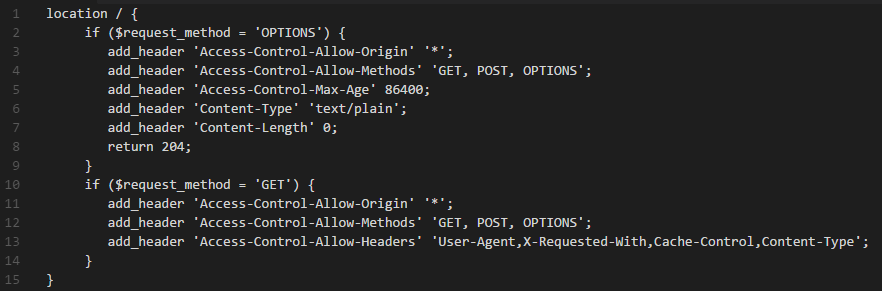 1 location / {
2 if ($request_method = 'OPTIONS') {
3 add_header 'Access-Control-Allow-Origin' '*';
4 add_header 'Access-Control-Allow-Methods' 'GET, POST, OPTIONS';
5 add_header 'Access-Control-Max-Age' 86400;
6 add_header 'Content-Type' 'text/plain';
7 add_header 'Content-Length' 0;
8 return 204;
9 }
10 if ($request_method = 'GET') {
11 add_header 'Access-Control-Allow-Origin' '*';
12 add_header 'Access-Control-Allow-Methods' 'GET, POST, OPTIONS';
13 add_header 'Access-Control-Allow-Headers' 'User-Agent,X-Requested-With,Cache-Control,Content-Type';
14 }
15 }